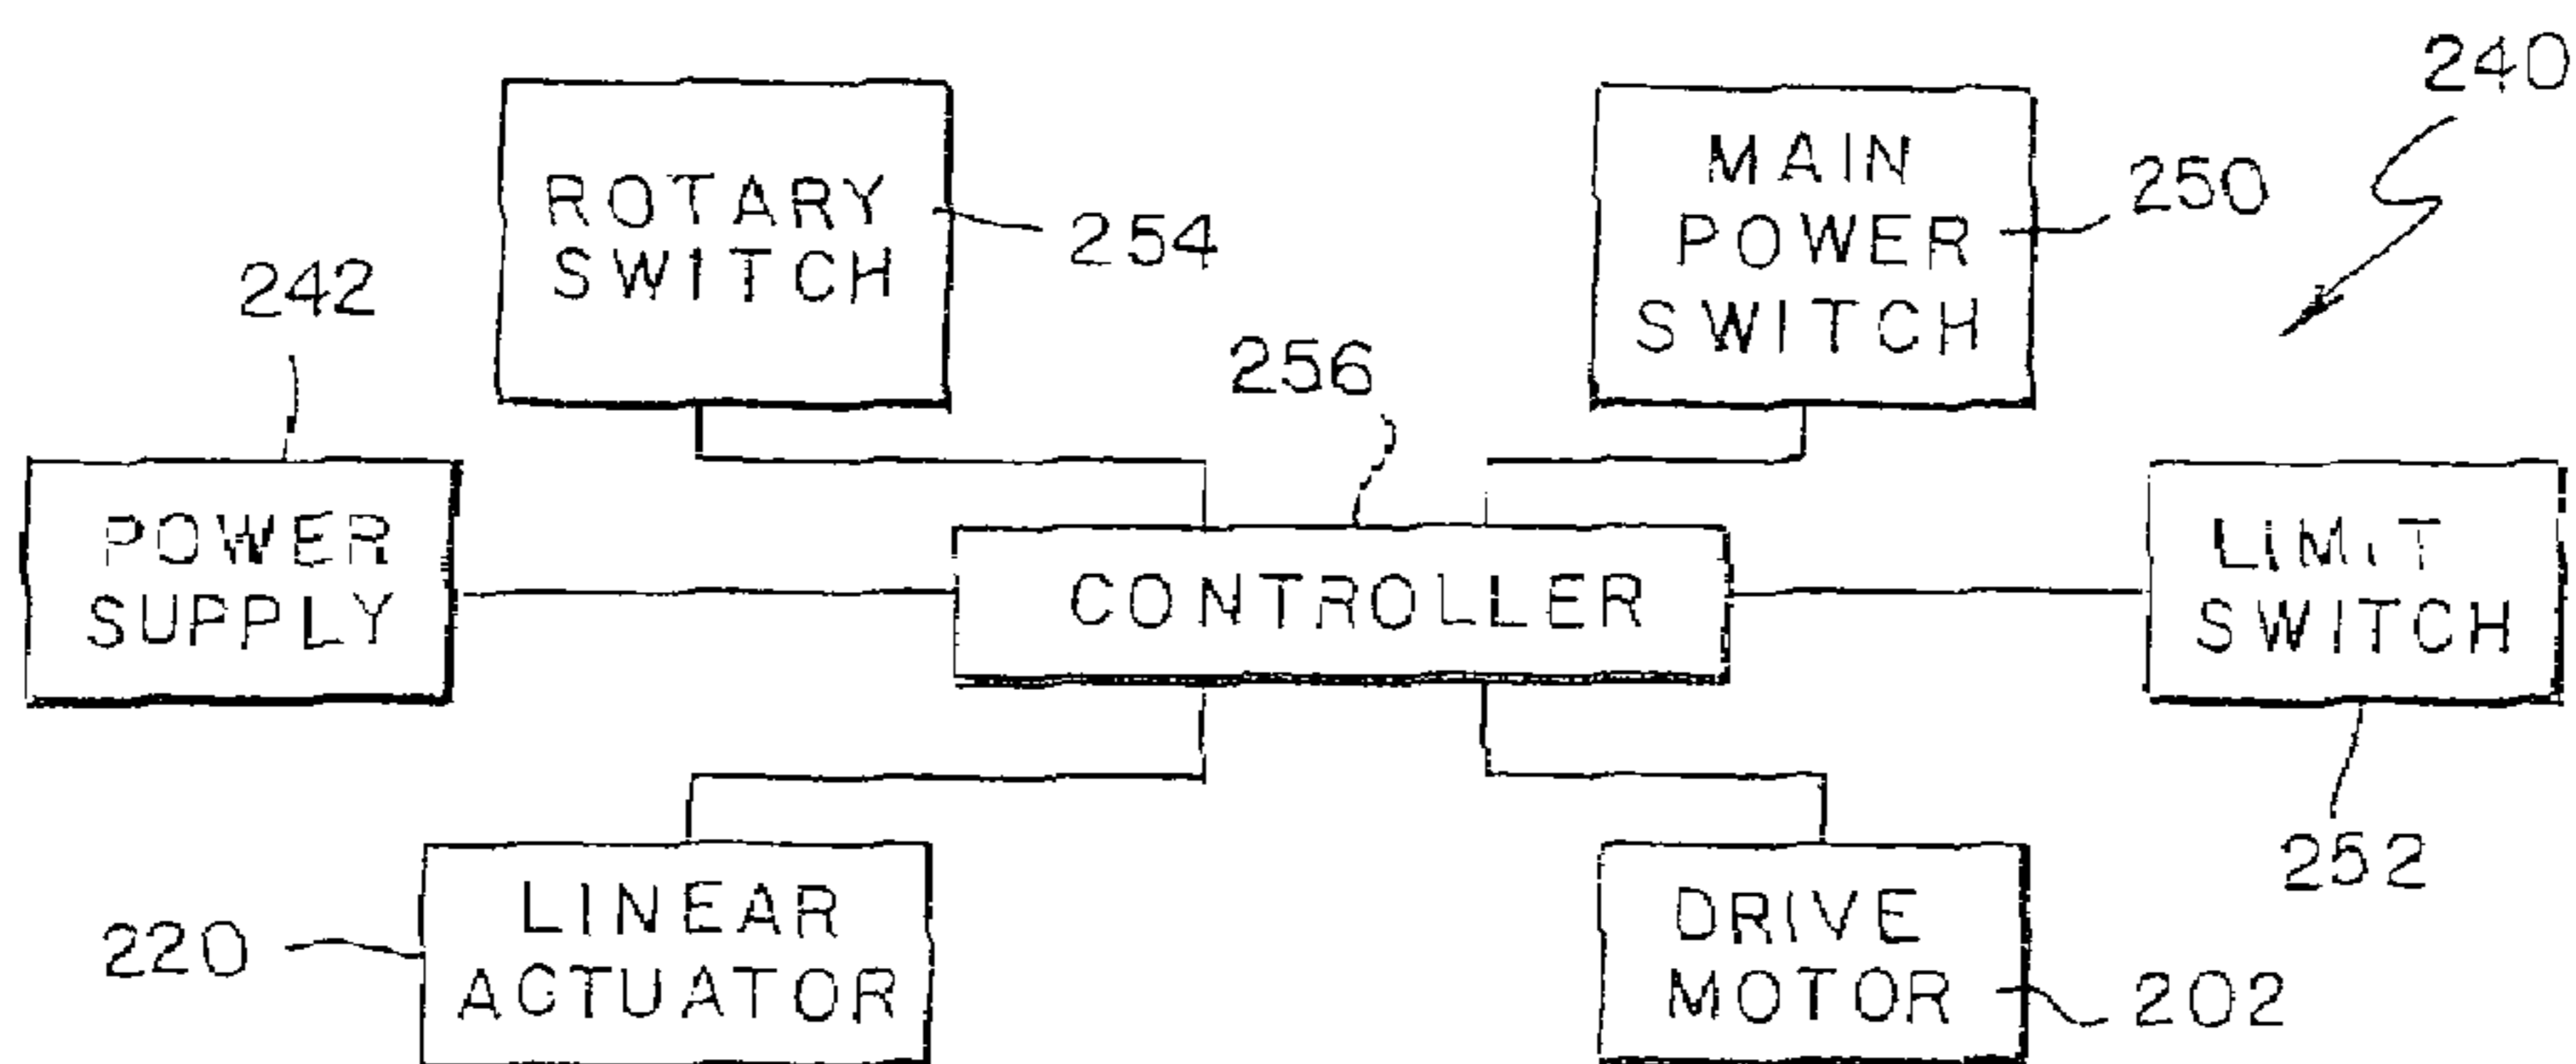 240
MAIN
POWER
SWITCH
250
ROTARY
SWITCH
254
242
256
POWER
SUPPLY
CONTROLLER
LIMIT
SWITCH
252
LINEAR
ACTUATOR
220
DRIVE
MOTOR
202